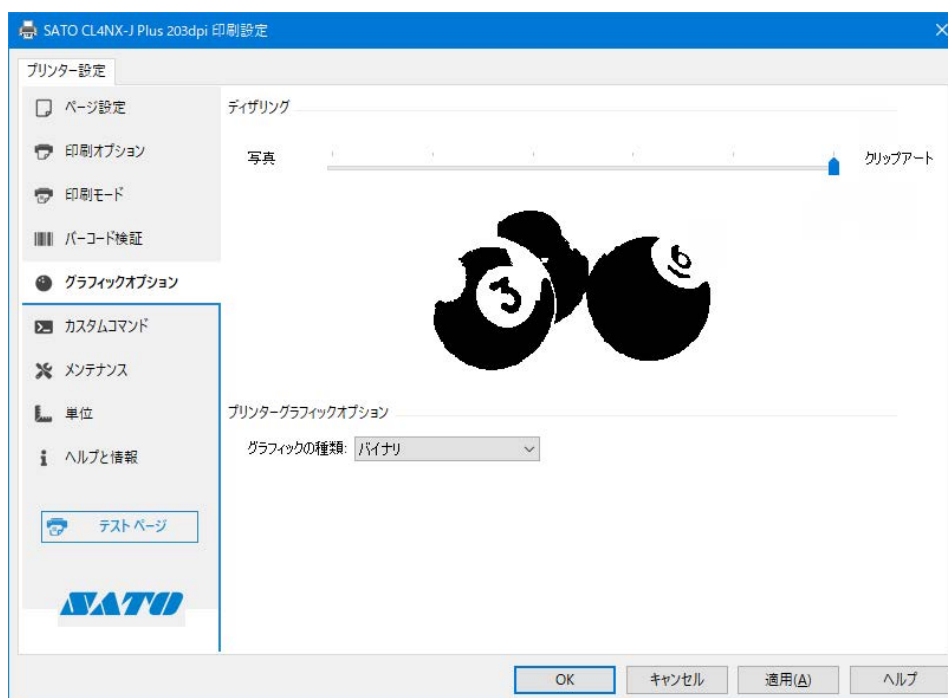 SATO CL4NX-J Plus 203dpi 印刷設定
プリンター設定
ページ設定
印刷オプション
印刷モード
バーコード検証
グラフィックオプション
カスタムコマンド
メンテナンス
単位
ヘルプと情報
テスト ページ
SATO
ディザリング
写真
クリップアート
3
10
プリンターグラフィックオプション
グラフィックの種類: バイナリ
OK
キャンセル
適用(A)
ヘルプ